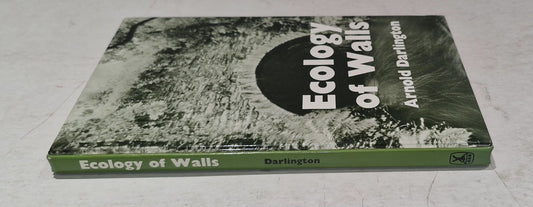 Ecology
of Walls
Arnold Darlington
Ecology of Walls Darlington